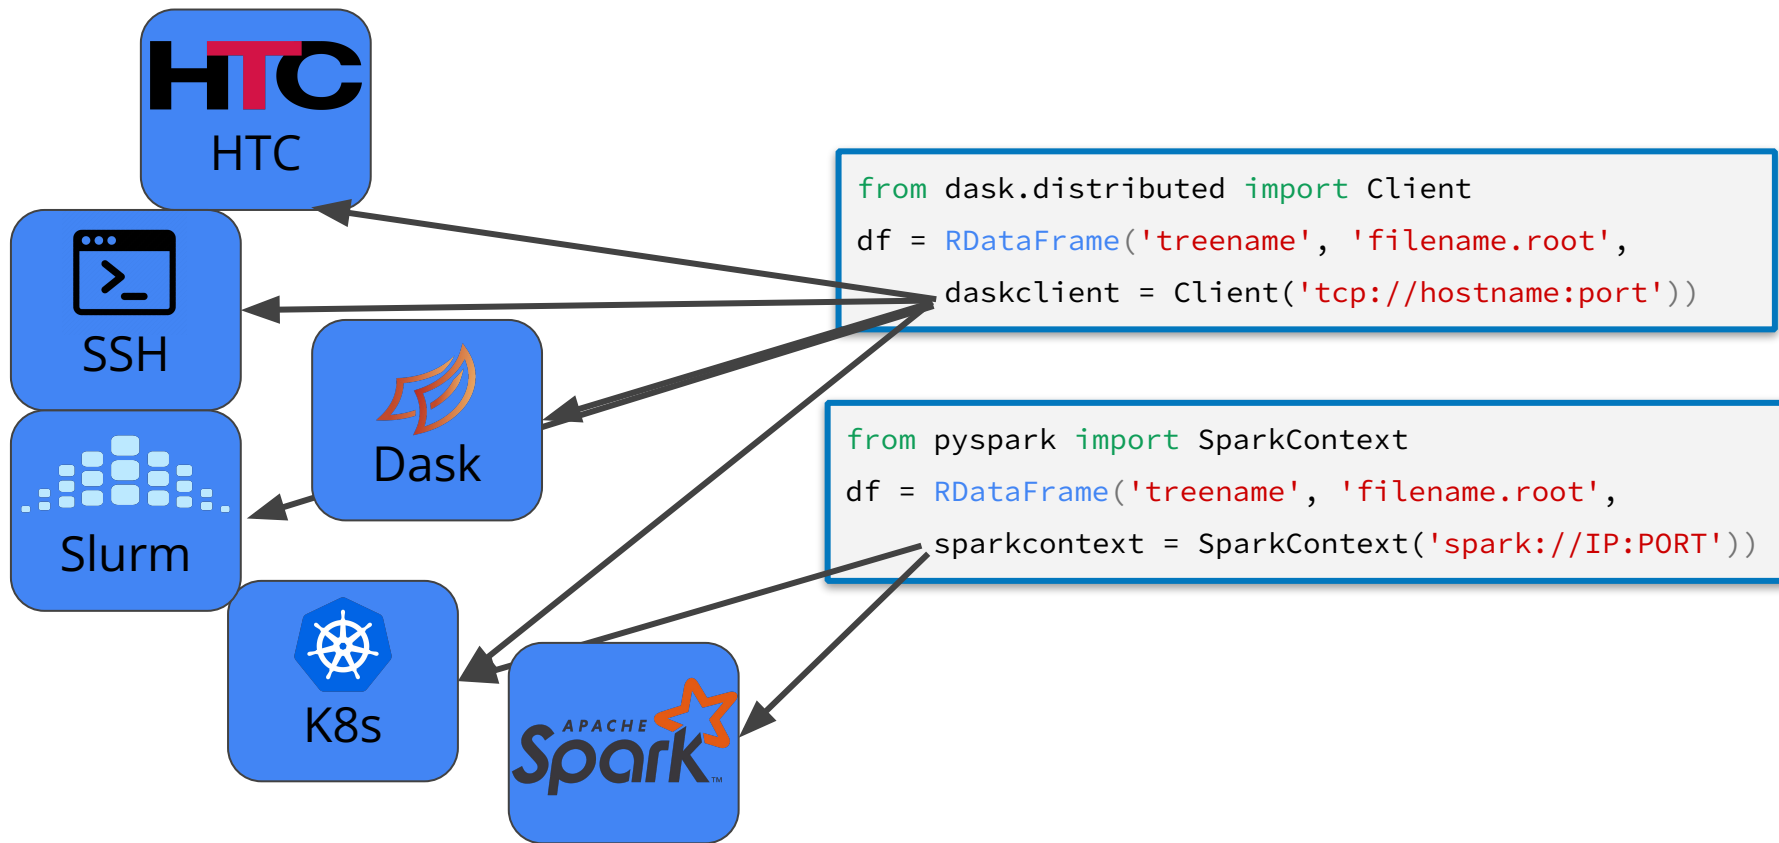 HTC
HTC
from dask.distributed import Client
df = RDataFrame('treename', 'filename.root',
daskclient = Client('tcp://hostname:port'))
>_
SSH
Dask
from pyspark import SparkContext
df = RDataFrame('treename', 'filename.root',
sparkcontext = SparkContext('spark://IP:PORT'))
Slurm
K8s
APACHE
Spark™